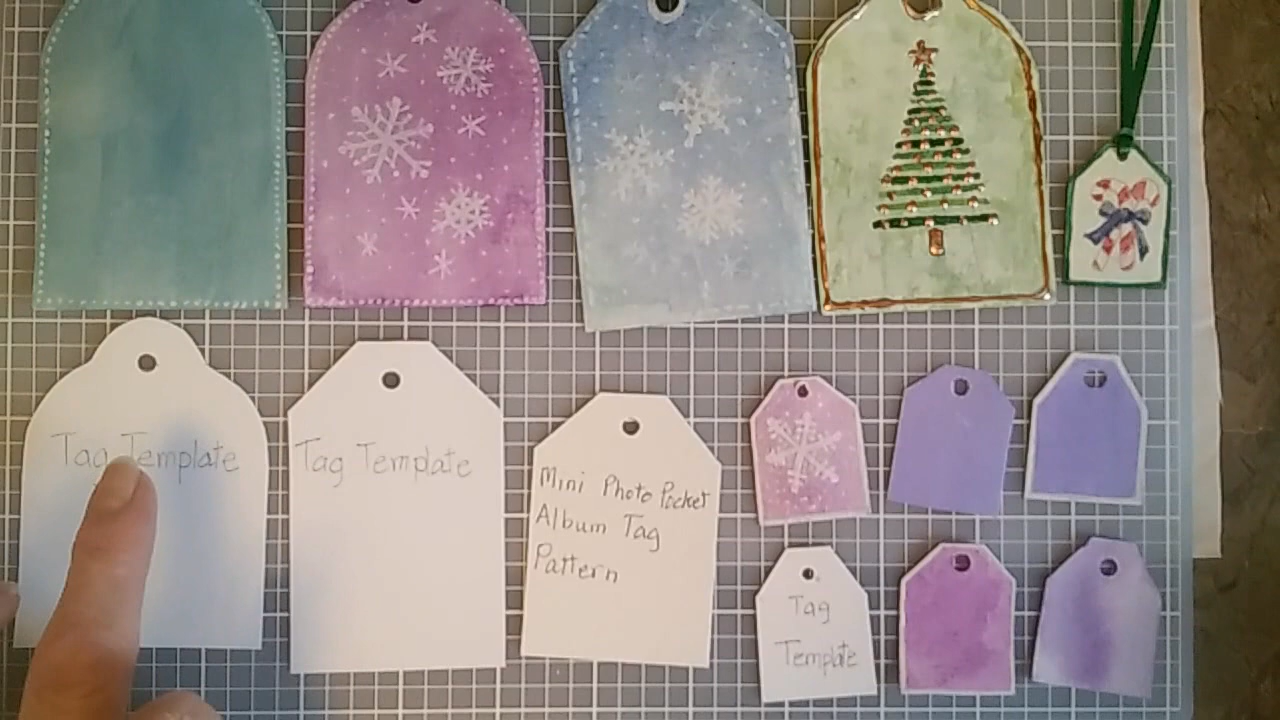 Tag Template
Tag Template
Mini Photo Pocket
Album Tag
Pattern
Tag
Template